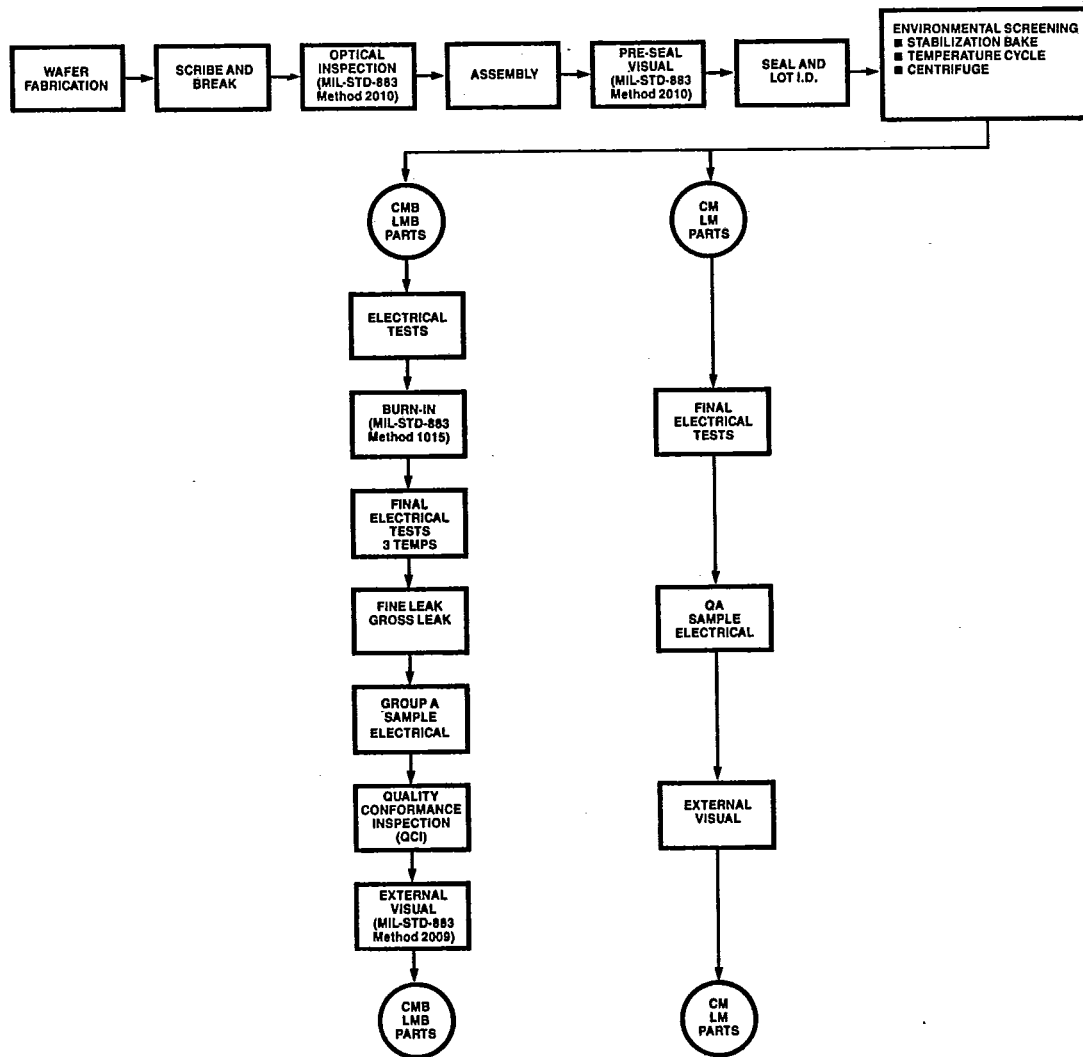 WAFER
FABRICATION
SCRIBE AND
BREAK
OPTICAL
INSPECTION
(MIL-STD-883
Method 2010)
ASSEMBLY
PRE-SEAL
VISUAL
(MIL-STD-883
Method 2010)
SEAL AND
LOT I.D.
ENVIRONMENTAL SCREENING
■ STABILIZATION BAKE
■ TEMPERATURE CYCLE
■ CENTRIFUGE
CMB
LMB
PARTS
ELECTRICAL
TESTS
BURN-IN
(MIL-STD-883
Method 1015)
FINAL
ELECTRICAL
TESTS
3 TEMPS
FINE LEAK
GROSS LEAK
GROUP A
SAMPLE
ELECTRICAL
QUALITY
CONFORMANCE
INSPECTION
(QCI)
EXTERNAL
VISUAL
(MIL-STD-883
Method 2009)
CMB
LMB
PARTS
CM
LM
PARTS
FINAL
ELECTRICAL
TESTS
QA
SAMPLE
ELECTRICAL
EXTERNAL
VISUAL
CM
LM
PARTS